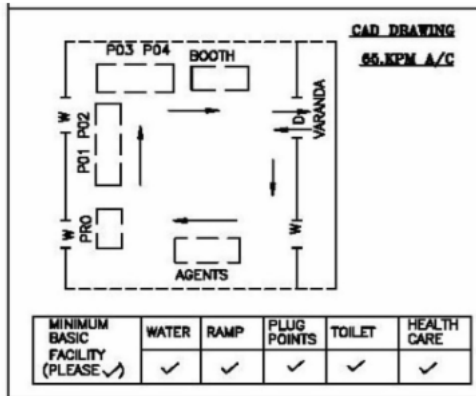 CAD DRAWING
65.KPM A/C
P03 P04
BOOTH
W
P01 P02
D
VARANDA
W
PRO
W
AGENTS
MINIMUM BASIC FACILITY (PLEASE ✓)
WATER
RAMP
PLUG POINTS
TOILET
HEALTH CARE
✓ ✓ ✓ ✓ ✓